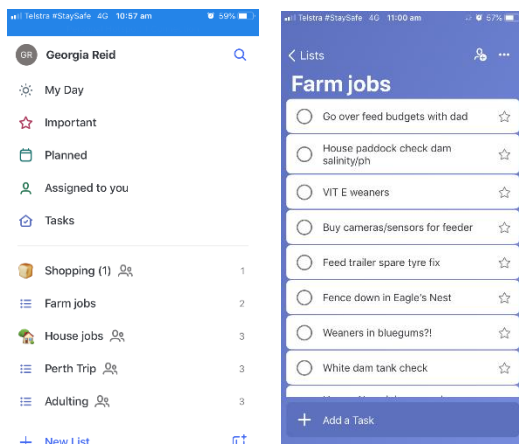 Telstra #StaySafe 4G 10:57 am 59%
GR Georgia Reid
My Day
Important
Planned
Assigned to you
Tasks
Shopping (1) 1
Farm jobs 2
House jobs 3
Perth Trip 3
Adulting 3
+ New List
Telstra #StaySafe 4G 11:00 am 57%
< Lists
Farm jobs
Go over feed budgets with dad
House paddock check dam
salinity/ph
VIT E weaners
Buy cameras/sensors for feeder
Feed trailer spare tyre fix
Fence down in Eagle's Nest
Weaners in bluegums?!
White dam tank check
+ Add a Task